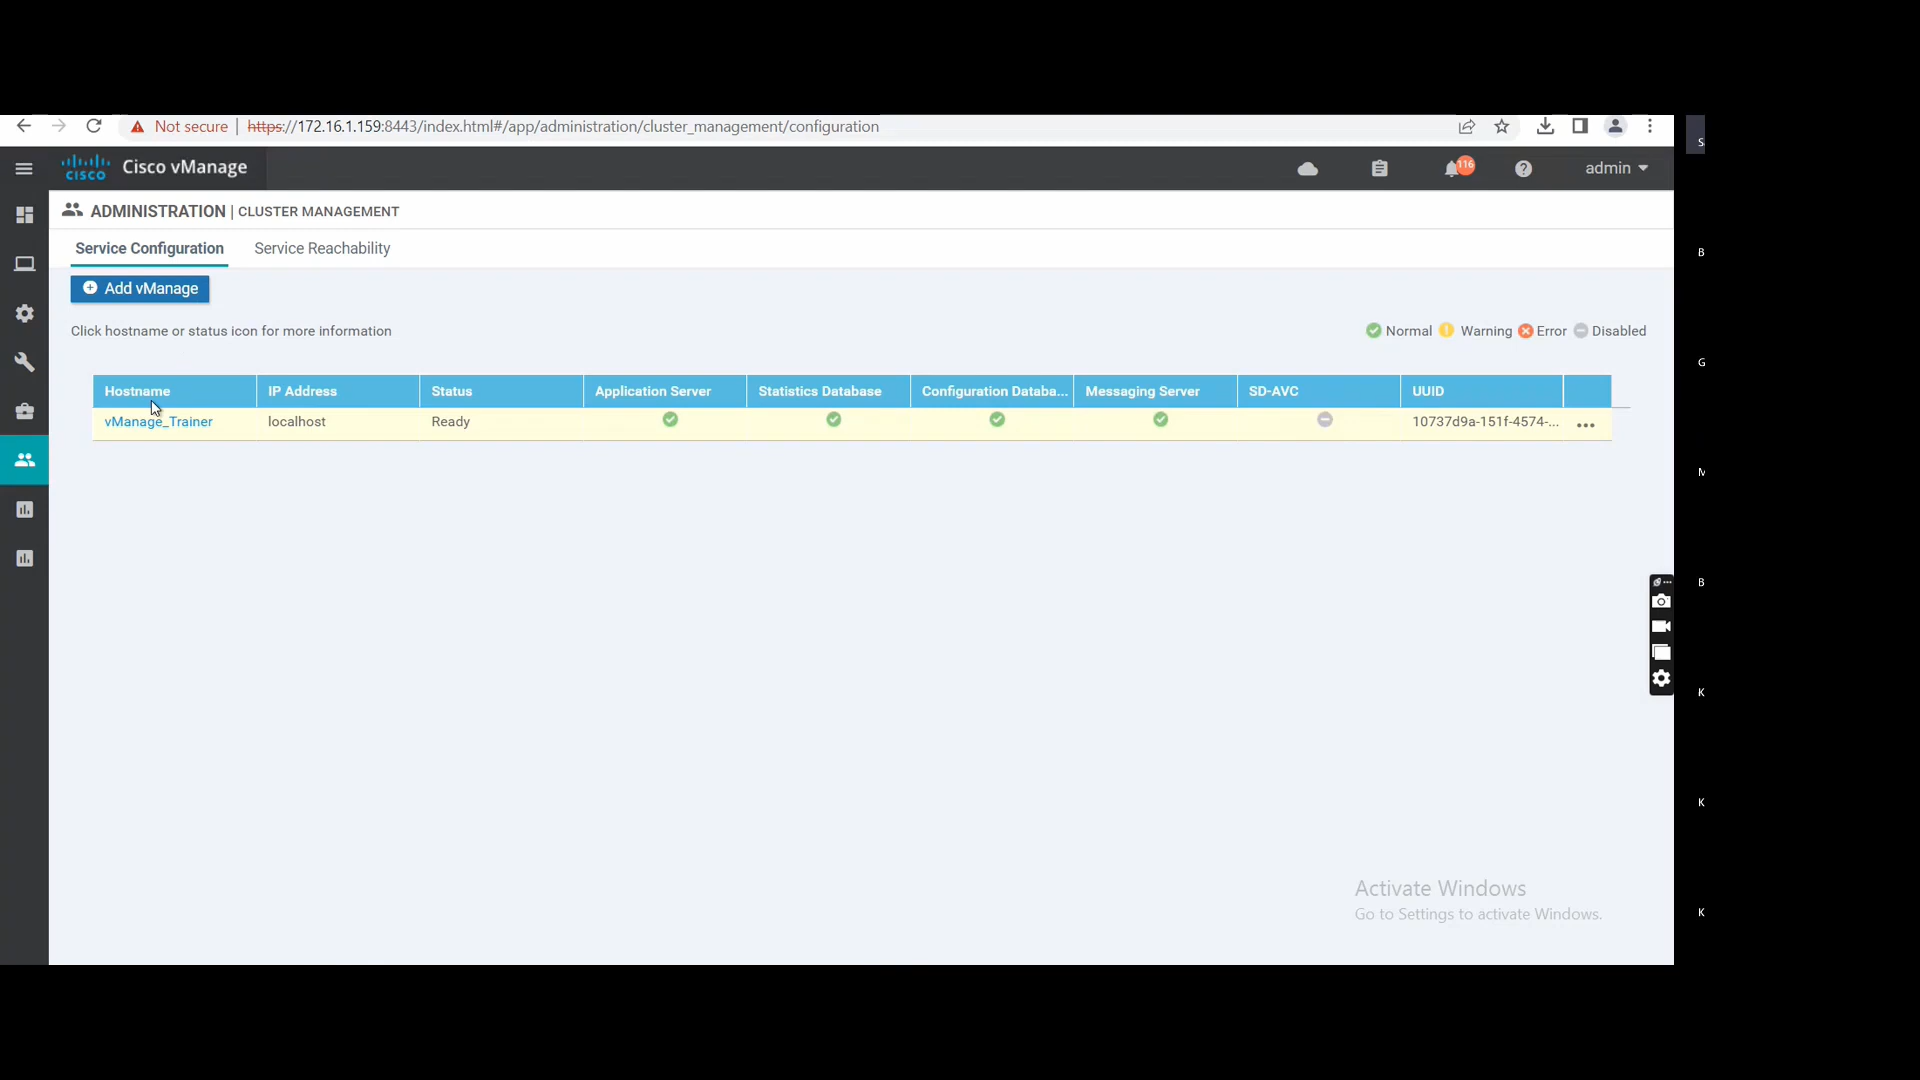 Not secure | https://172.16.1.159:8443/index.html#/app/administration/cluster_management/configuration
cisco Cisco vManage 116 admin
ADMINISTRATION | CLUSTER MANAGEMENT
Service Configuration Service Reachability
Add vManage
Click hostname or status icon for more information Normal Warning Error Disabled
Hostname IP Address Status Application Server Statistics Database Configuration Databa... Messaging Server SD-AVC UUID
vManage_Trainer localhost Ready 10737d9a-151f-4574-...
Activate Windows
Go to Settings to activate Windows.
S
B
G
M
B
K
K
K